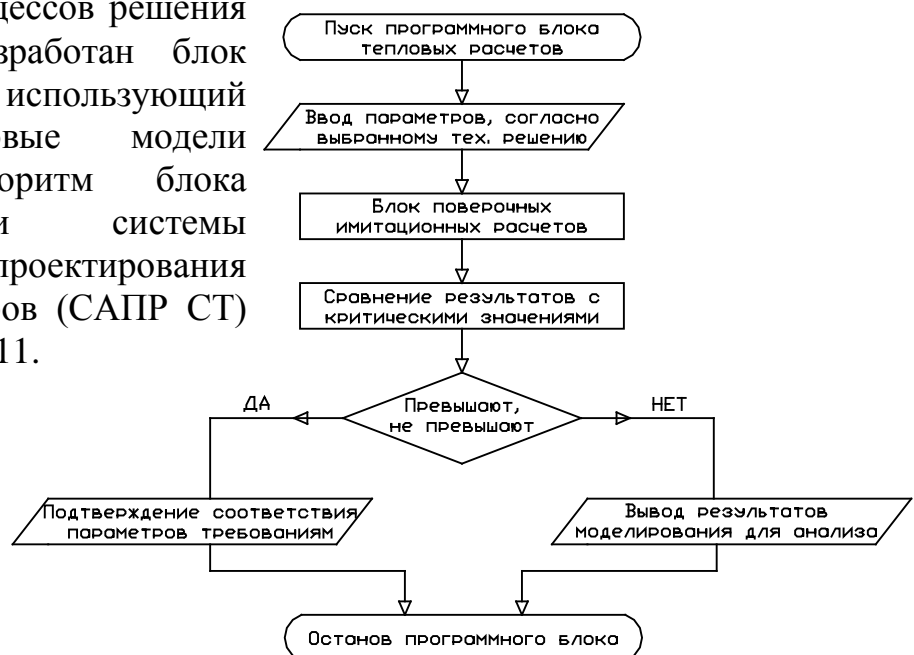 цессов решения
зработан блок
использующий
овые модели
оритм блока
и системы
проектирования
ов (САПР СТ)
11.
Пуск программного блока
тепловых расчетов
Ввод параметров, согласно
выбранному тех. решению
Блок поверочных
имитационных расчетов
Сравнение результатов с
критическими значениями
Превышают,
не превышают
ДА
НЕТ
Подтверждение соответствия
параметров требованиям
Вывод результатов
моделирования для анализа
Останов программного блока